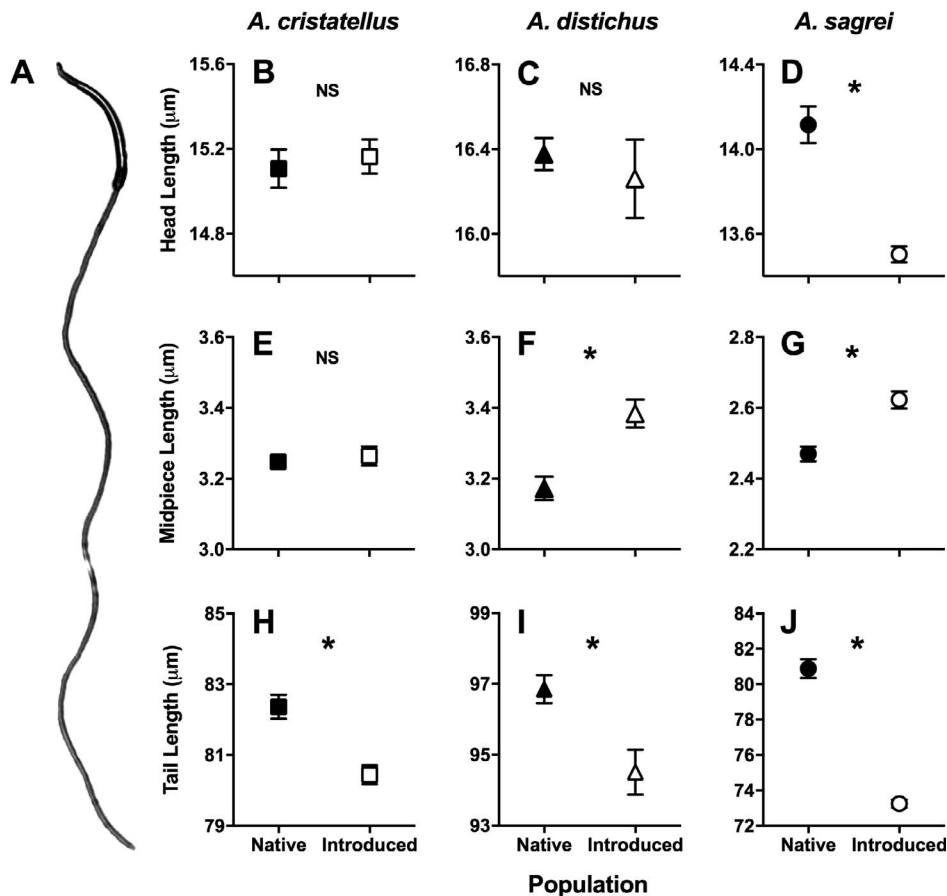 A. cristatellus A. distichus A. sagrei
A
Head Length (μm)
15.6
15.2
14.8
B
NS
16.8
16.4
16.0
C
NS
14.4
14.0
13.6
D
*
Midpiece Length (μm)
3.6
3.4
3.2
3.0
E
NS
3.6
3.4
3.2
3.0
F
*
2.8
2.6
2.4
2.2
G
*
Tail Length (μm)
85
83
81
79
H
*
Native Introduced
99
97
95
93
I
*
Native Introduced
84
82
80
78
76
74
72
J
*
Native Introduced
Population